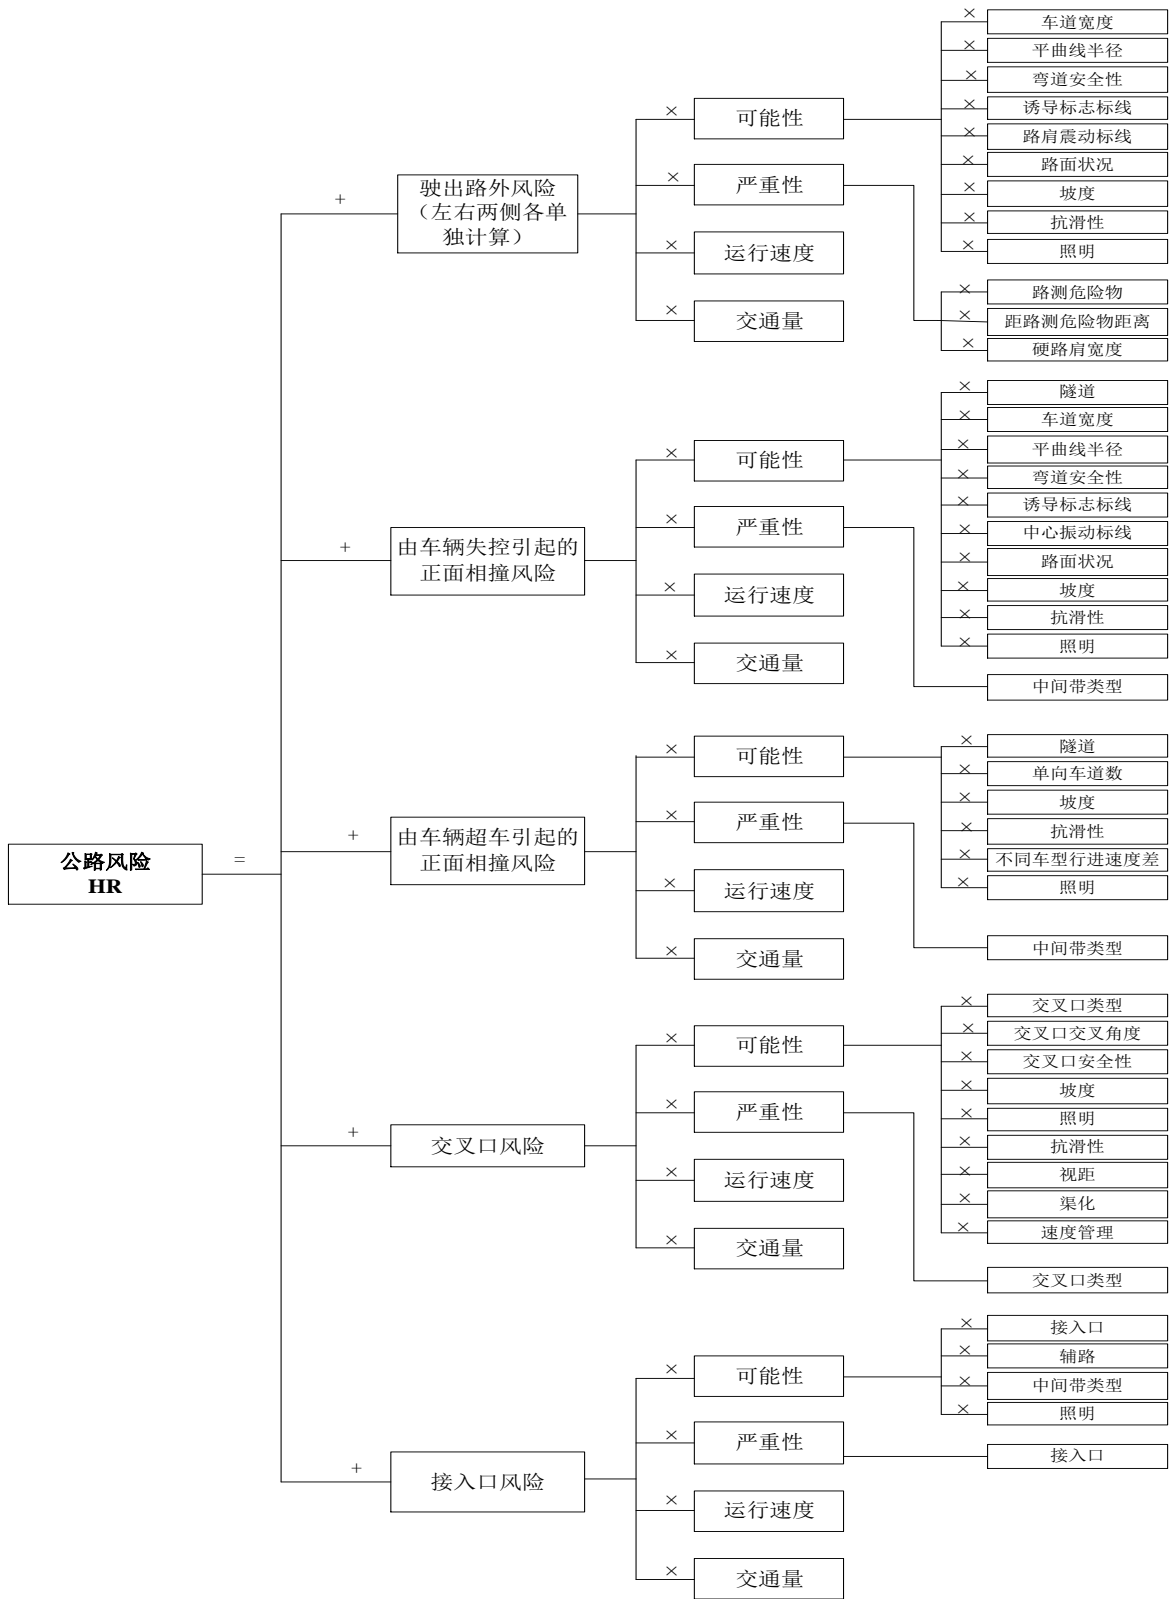 公路风险
HR
=
+
驶出路外风险
（左右两侧各单
独计算）
×
可能性
×
车道宽度
×
平曲线半径
×
弯道安全性
×
诱导标志标线
×
路肩震动标线
×
路面状况
×
坡度
×
抗滑性
×
照明
×
严重性
×
路测危险物
×
距路测危险物距离
×
硬路肩宽度
×
运行速度
×
交通量
+
由车辆失控引起的
正面相撞风险
×
可能性
×
隧道
×
车道宽度
×
平曲线半径
×
弯道安全性
×
诱导标志标线
×
中心振动标线
×
路面状况
×
坡度
×
抗滑性
×
照明
×
严重性
中间带类型
×
运行速度
×
交通量
+
由车辆超车引起的
正面相撞风险
×
可能性
×
隧道
×
单向车道数
×
坡度
×
抗滑性
×
不同车型行进速度差
×
照明
×
严重性
中间带类型
×
运行速度
×
交通量
+
交叉口风险
×
可能性
×
交叉口类型
×
交叉口交叉角度
×
交叉口安全性
×
坡度
×
照明
×
抗滑性
×
视距
×
渠化
×
速度管理
×
严重性
交叉口类型
×
运行速度
×
交通量
+
接入口风险
×
可能性
×
接入口
×
辅路
×
中间带类型
×
照明
×
严重性
接入口
×
运行速度
×
交通量